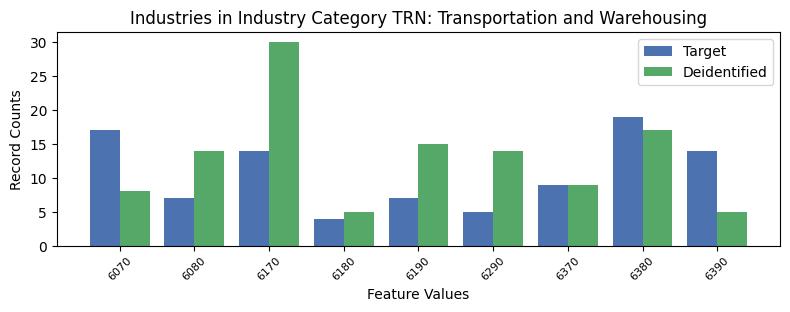 Industries in Industry Category TRN: Transportation and Warehousing
Target
Deidentified
Record Counts
30
25
20
15
10
5
0
6070 6080 6170 6180 6190 6290 6370 6380 6390
Feature Values